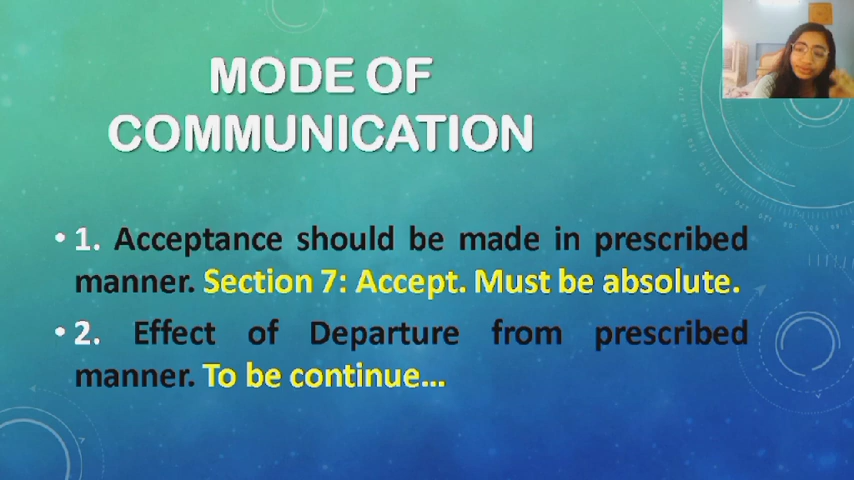 MODE OF
COMMUNICATION
• 1. Acceptance should be made in prescribed
manner. Section 7: Accept. Must be absolute.
• 2. Effect of Departure from prescribed
manner. To be continue...